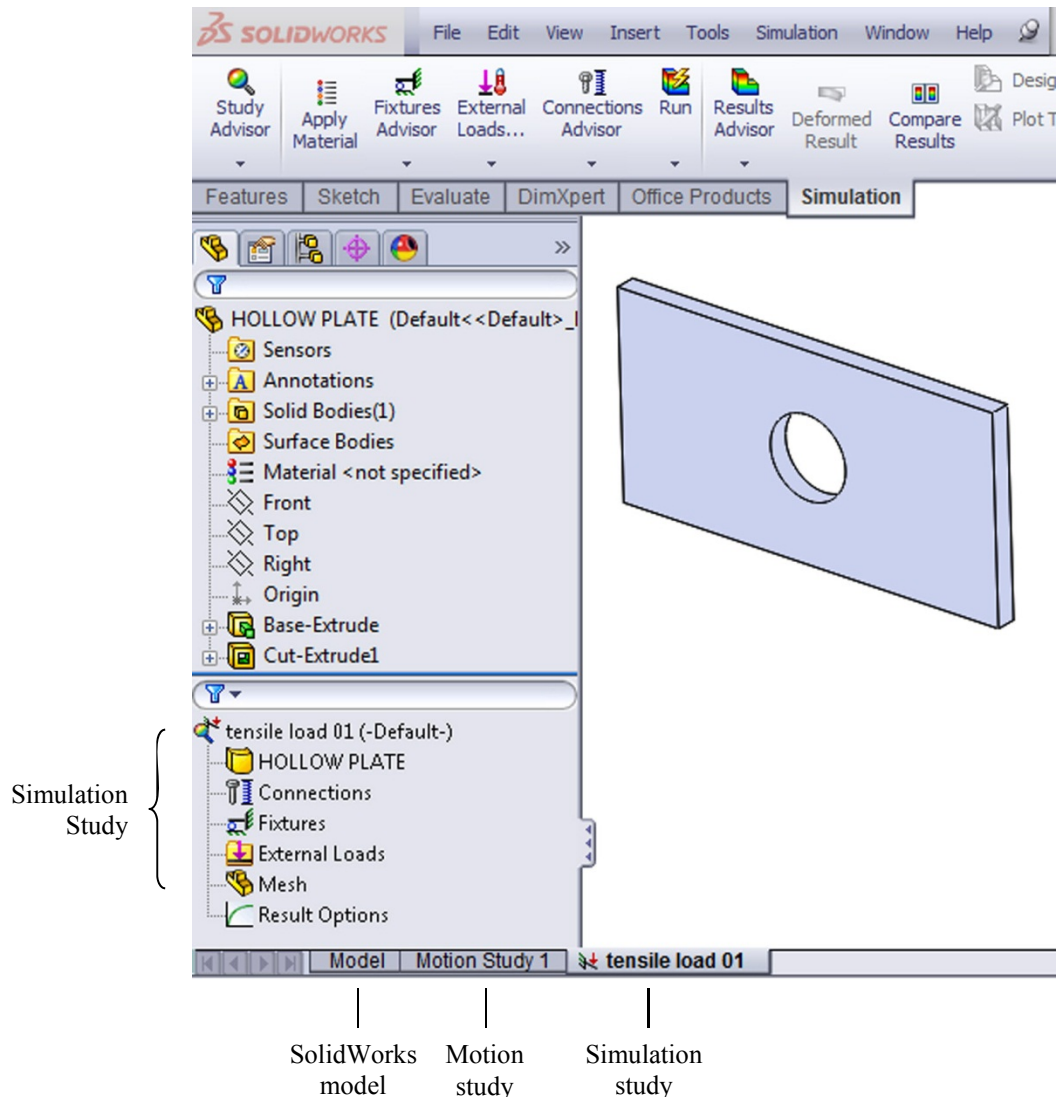 SOLIDWORKS File Edit View Insert Tools Simulation Window Help
Study Advisor
Apply Material
Fixtures Advisor
External Loads...
Connections Advisor
Run
Results Advisor
Deformed Result
Compare Results
Desig
Plot T
Features Sketch Evaluate DimXpert Office Products Simulation
HOLLOW PLATE (Default<<Default>_
Sensors
A Annotations
Solid Bodies(1)
Surface Bodies
Material <not specified>
Front
Top
Right
Origin
Base-Extrude
Cut-Extrude1
tensile load 01 (-Default-)
HOLLOW PLATE
Connections
Fixtures
External Loads
Mesh
Result Options
Simulation
Study
Model Motion Study 1 tensile load 01
SolidWorks
model
Motion
study
Simulation
study